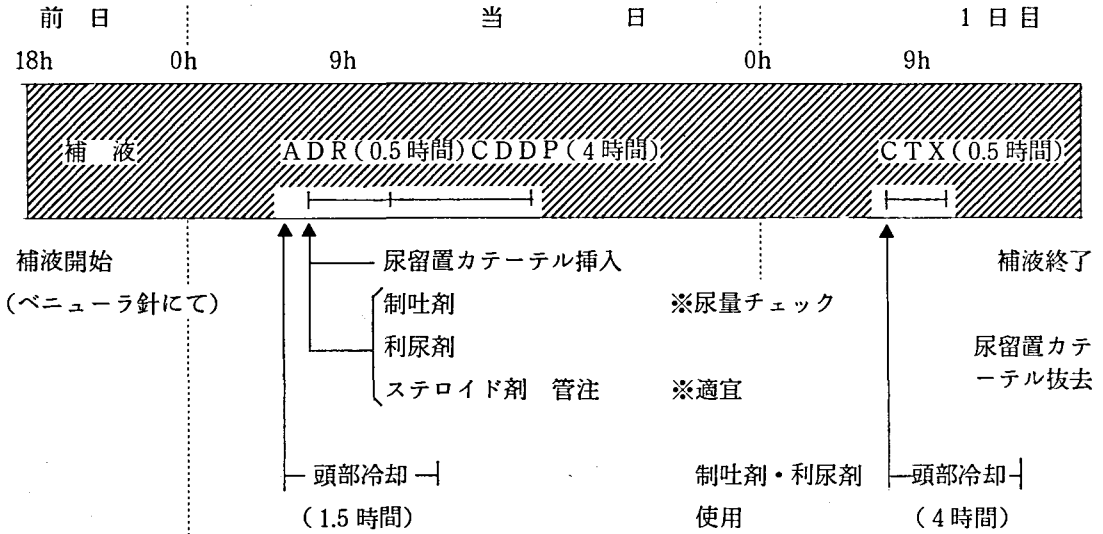 前 日 当 日 1 日 目
18h 0h 9h 0h 9h
補 液 ADR(0.5時間)CDDP(4時間) CTX(0.5時間)
補液開始 尿留置カテーテル挿入 補液終了
(ベニューラ針にて) 制吐剤 ※尿量チェック
利尿剤 尿留置カテ
ーテル抜去
ステロイド剤 管注 ※適宜
頭部冷却 制吐剤・利尿剤 頭部冷却
(1.5時間) 使用 (4時間)